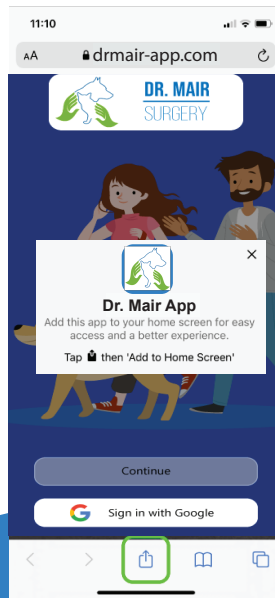 11:10
AA drmair-app.com
DR. MAIR
SURGERY
Dr. Mair App
Add this app to your home screen for easy
access and a better experience.
Tap then 'Add to Home Screen'
Continue
Sign in with Google